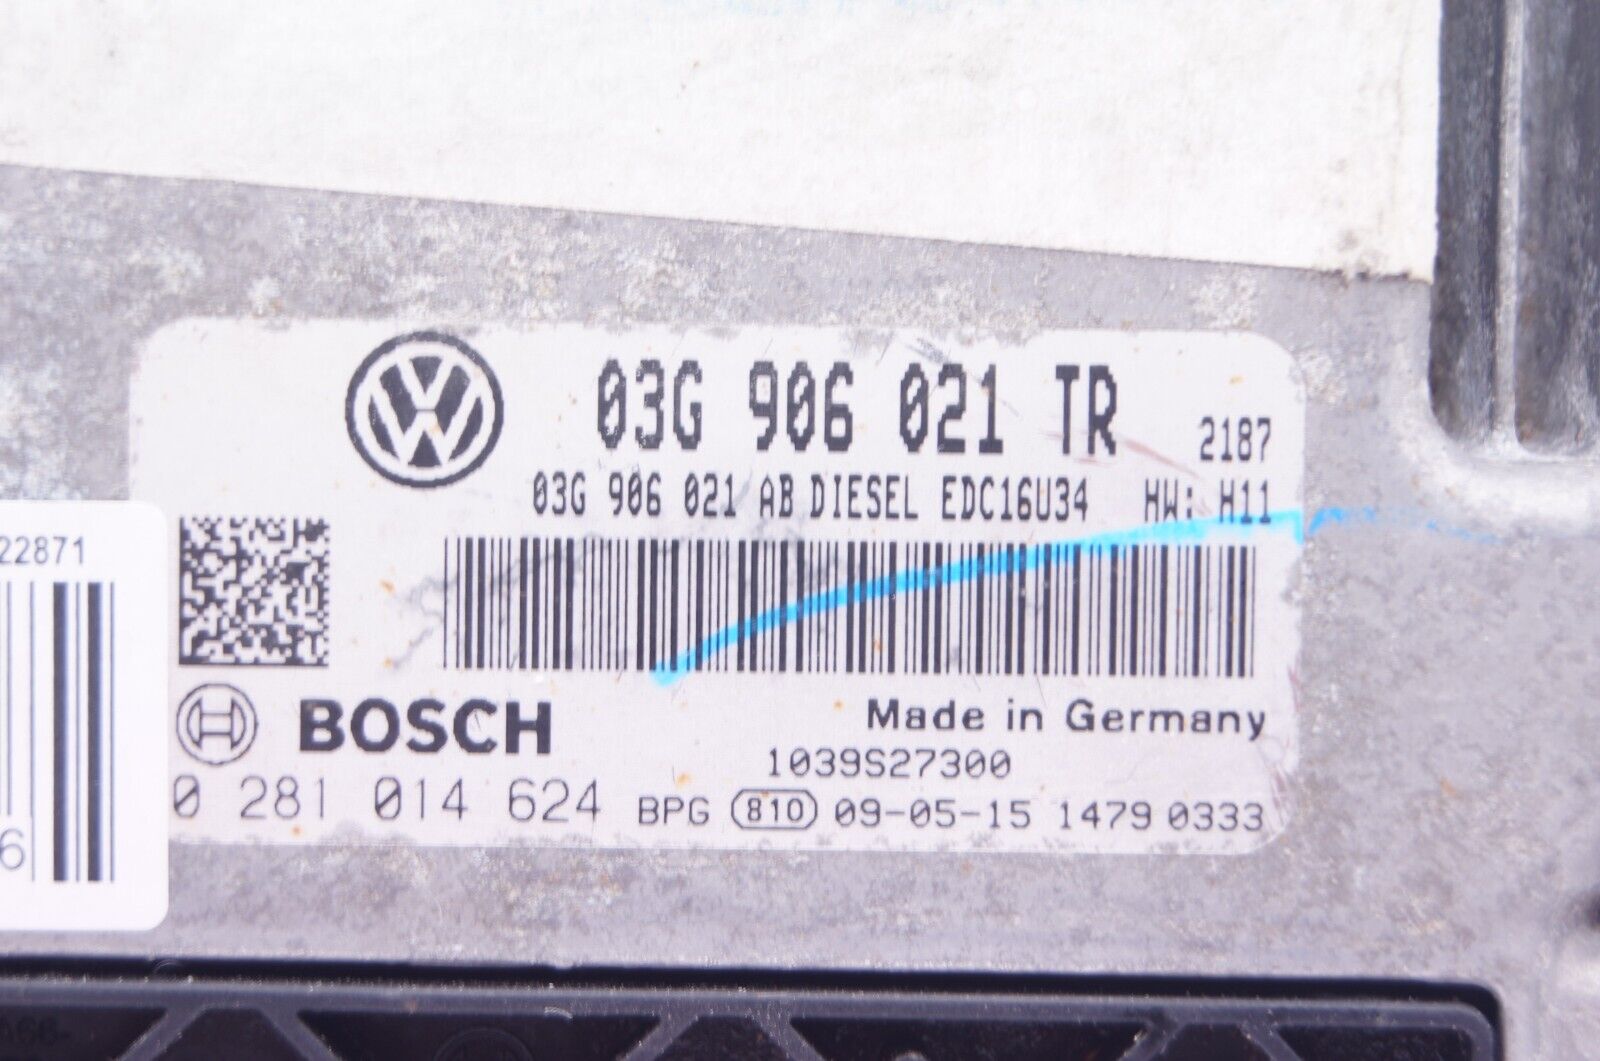 03G 906 021 TR 2187
03G 906 021 AB DIESEL EDC16U34 HW: H11
22871
BOSCH
Made in Germany
1039S27300
0 281 014 624 BPG 810 09-05-15 1479 0333
6